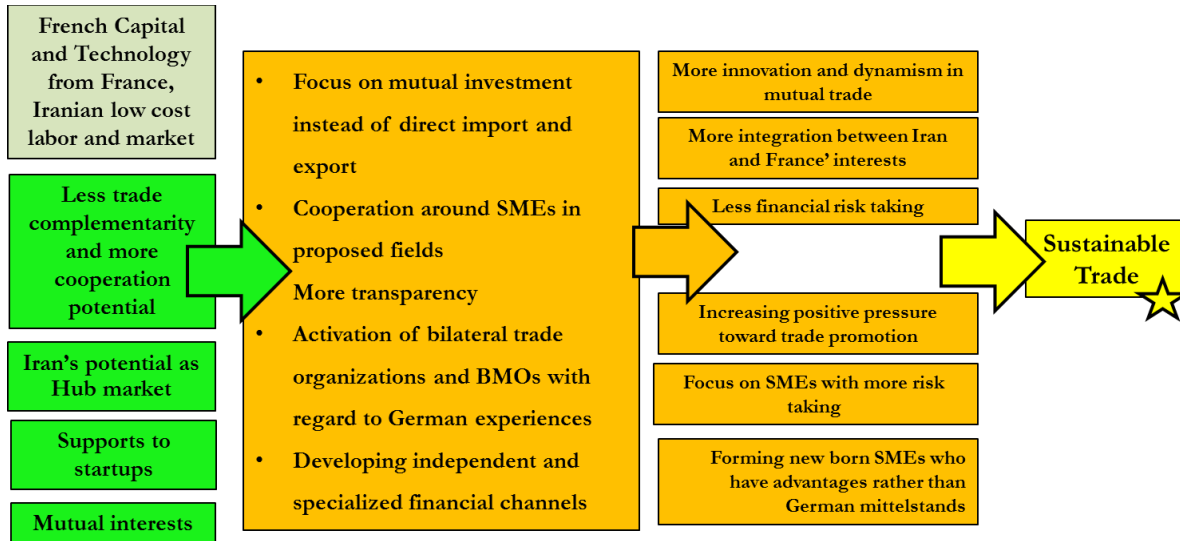 French Capital
and Technology
from France,
Iranian low cost
labor and market
Less trade
complementarity
and more
cooperation
potential
Iran's potential as
Hub market
Supports to
startups
Mutual interests
• Focus on mutual investment
instead of direct import and
export
• Cooperation around SMEs in
proposed fields
More transparency
• Activation of bilateral trade
organizations and BMOs with
regard to German experiences
• Developing independent and
specialized financial channels
More innovation and dynamism in
mutual trade
More integration between Iran
and France' interests
Less financial risk taking
Increasing positive pressure
toward trade promotion
Focus on SMEs with more risk
taking
Forming new born SMEs who
have advantages rather than
German mittelstands
Sustainable
Trade